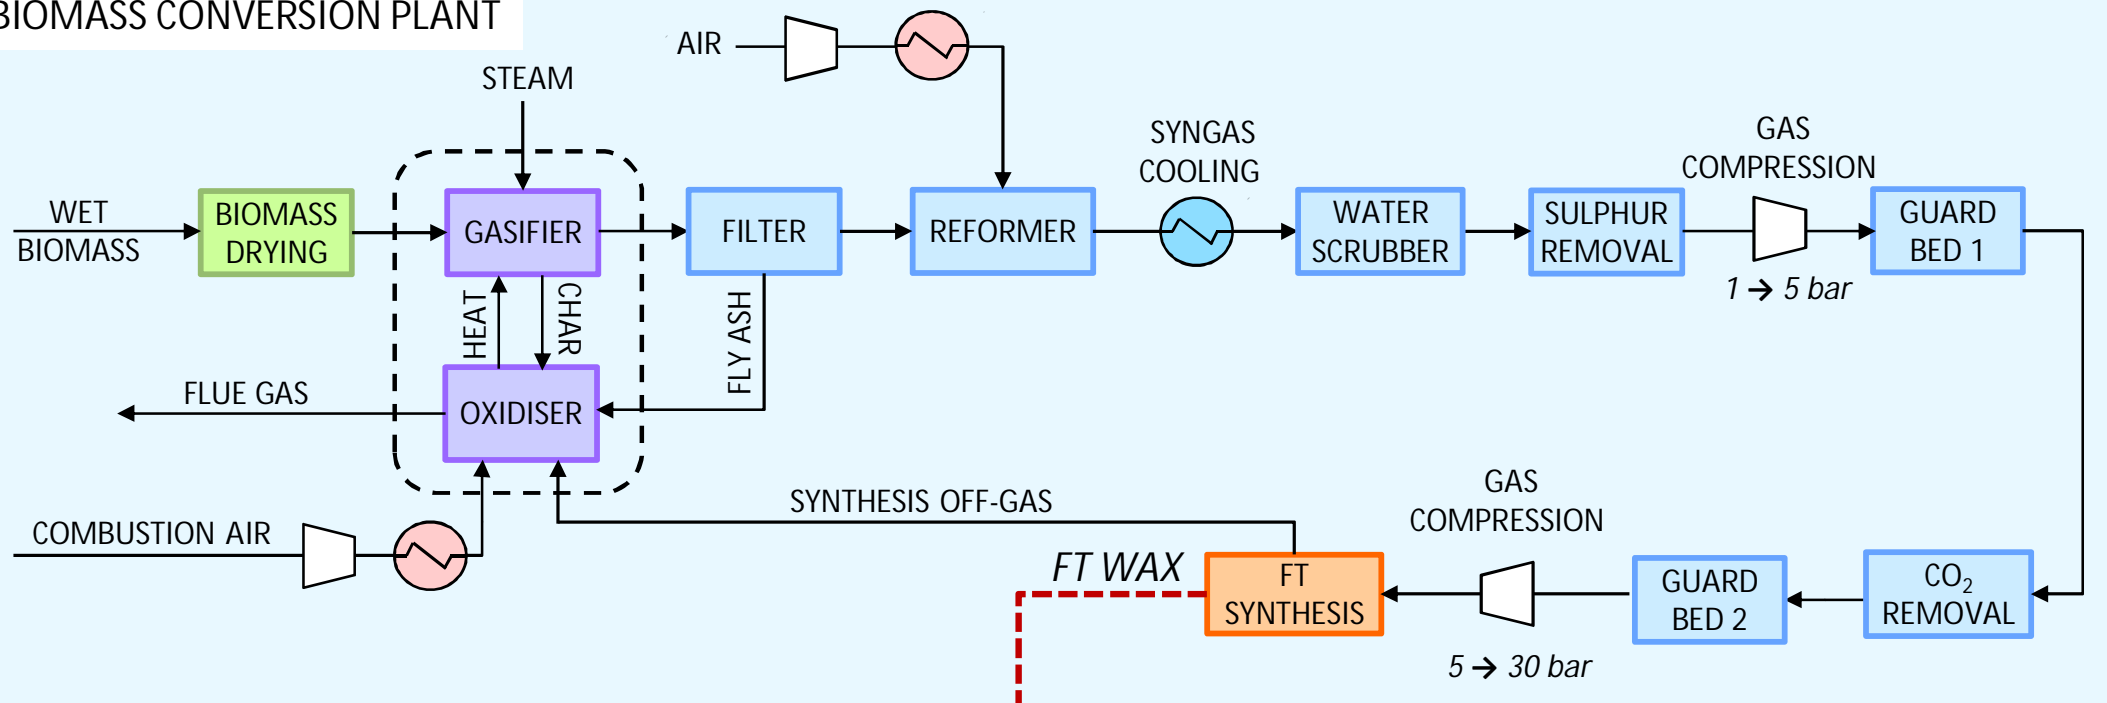 BIOMASS CONVERSION PLANT
AIR
STEAM
SYNGAS
COOLING
GAS
COMPRESSION
WET
BIOMASS
BIOMASS
DRYING
GASIFIER
FILTER
REFORMER
WATER
SCRUBBER
SULPHUR
REMOVAL
1 → 5 bar
GUARD
BED 1
HEAT
CHAR
FLY ASH
FLUE GAS
OXIDISER
COMBUSTION AIR
SYNTHESIS OFF-GAS
GAS
COMPRESSION
FT WAX
FT
SYNTHESIS
5 → 30 bar
GUARD
BED 2
CO₂
REMOVAL